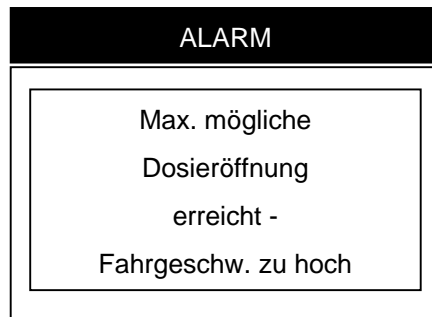 ALARM
Max. mögliche
Dosieröffnung
erreicht -
Fahrgeschw. zu hoch